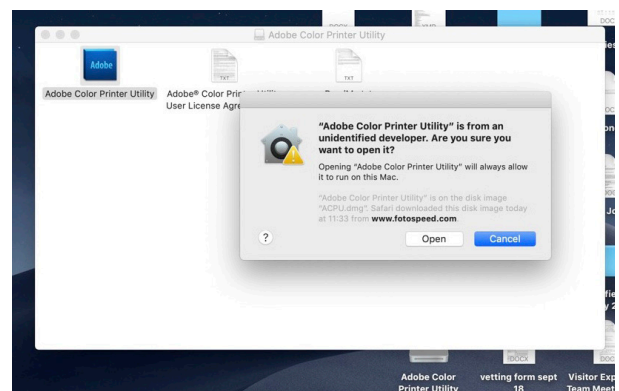 DOCX
DOC
Adobe Color Printer Utility
Adobe
TXT
TXT
Adobe Color Printer Utility
Adobe® Color Prin
User License Agre
"Adobe Color Printer Utility" is from an
unidentified developer. Are you sure you
want to open it?
Opening "Adobe Color Printer Utility" will always allow
it to run on this Mac.
"Adobe Color Printer Utility" is on the disk image
"ACPU.dmg". Safari downloaded this disk image today
at 11:33 from www.fotospeed.com.
?
Open
Cancel
DOCX
Adobe Color
Printer Utility
vetting form sept
18
Visitor Exp
Team Meet